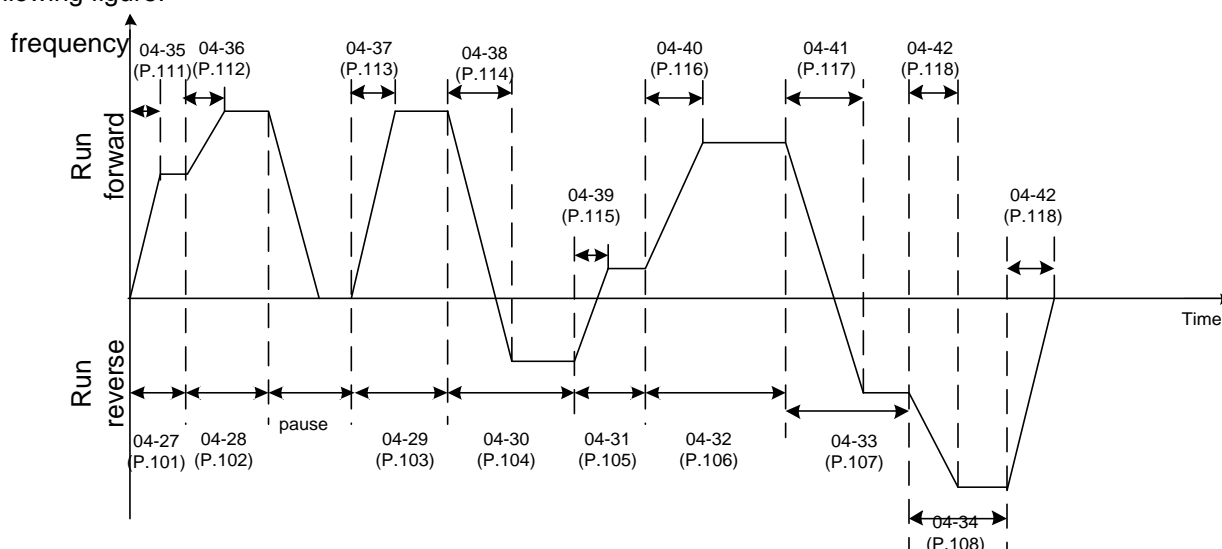 llowing figure.
frequency
04-35
(P.111)
04-36
(P.112)
04-37
(P.113)
04-38
(P.114)
04-40
(P.116)
04-41
(P.117)
04-42
(P.118)
Run
forward
04-39
(P.115)
04-42
(P.118)
Time
Run
reverse
pause
04-27
(P.101)
04-28
(P.102)
04-29
(P.103)
04-30
(P.104)
04-31
(P.105)
04-32
(P.106)
04-33
(P.107)
04-34
(P.108)